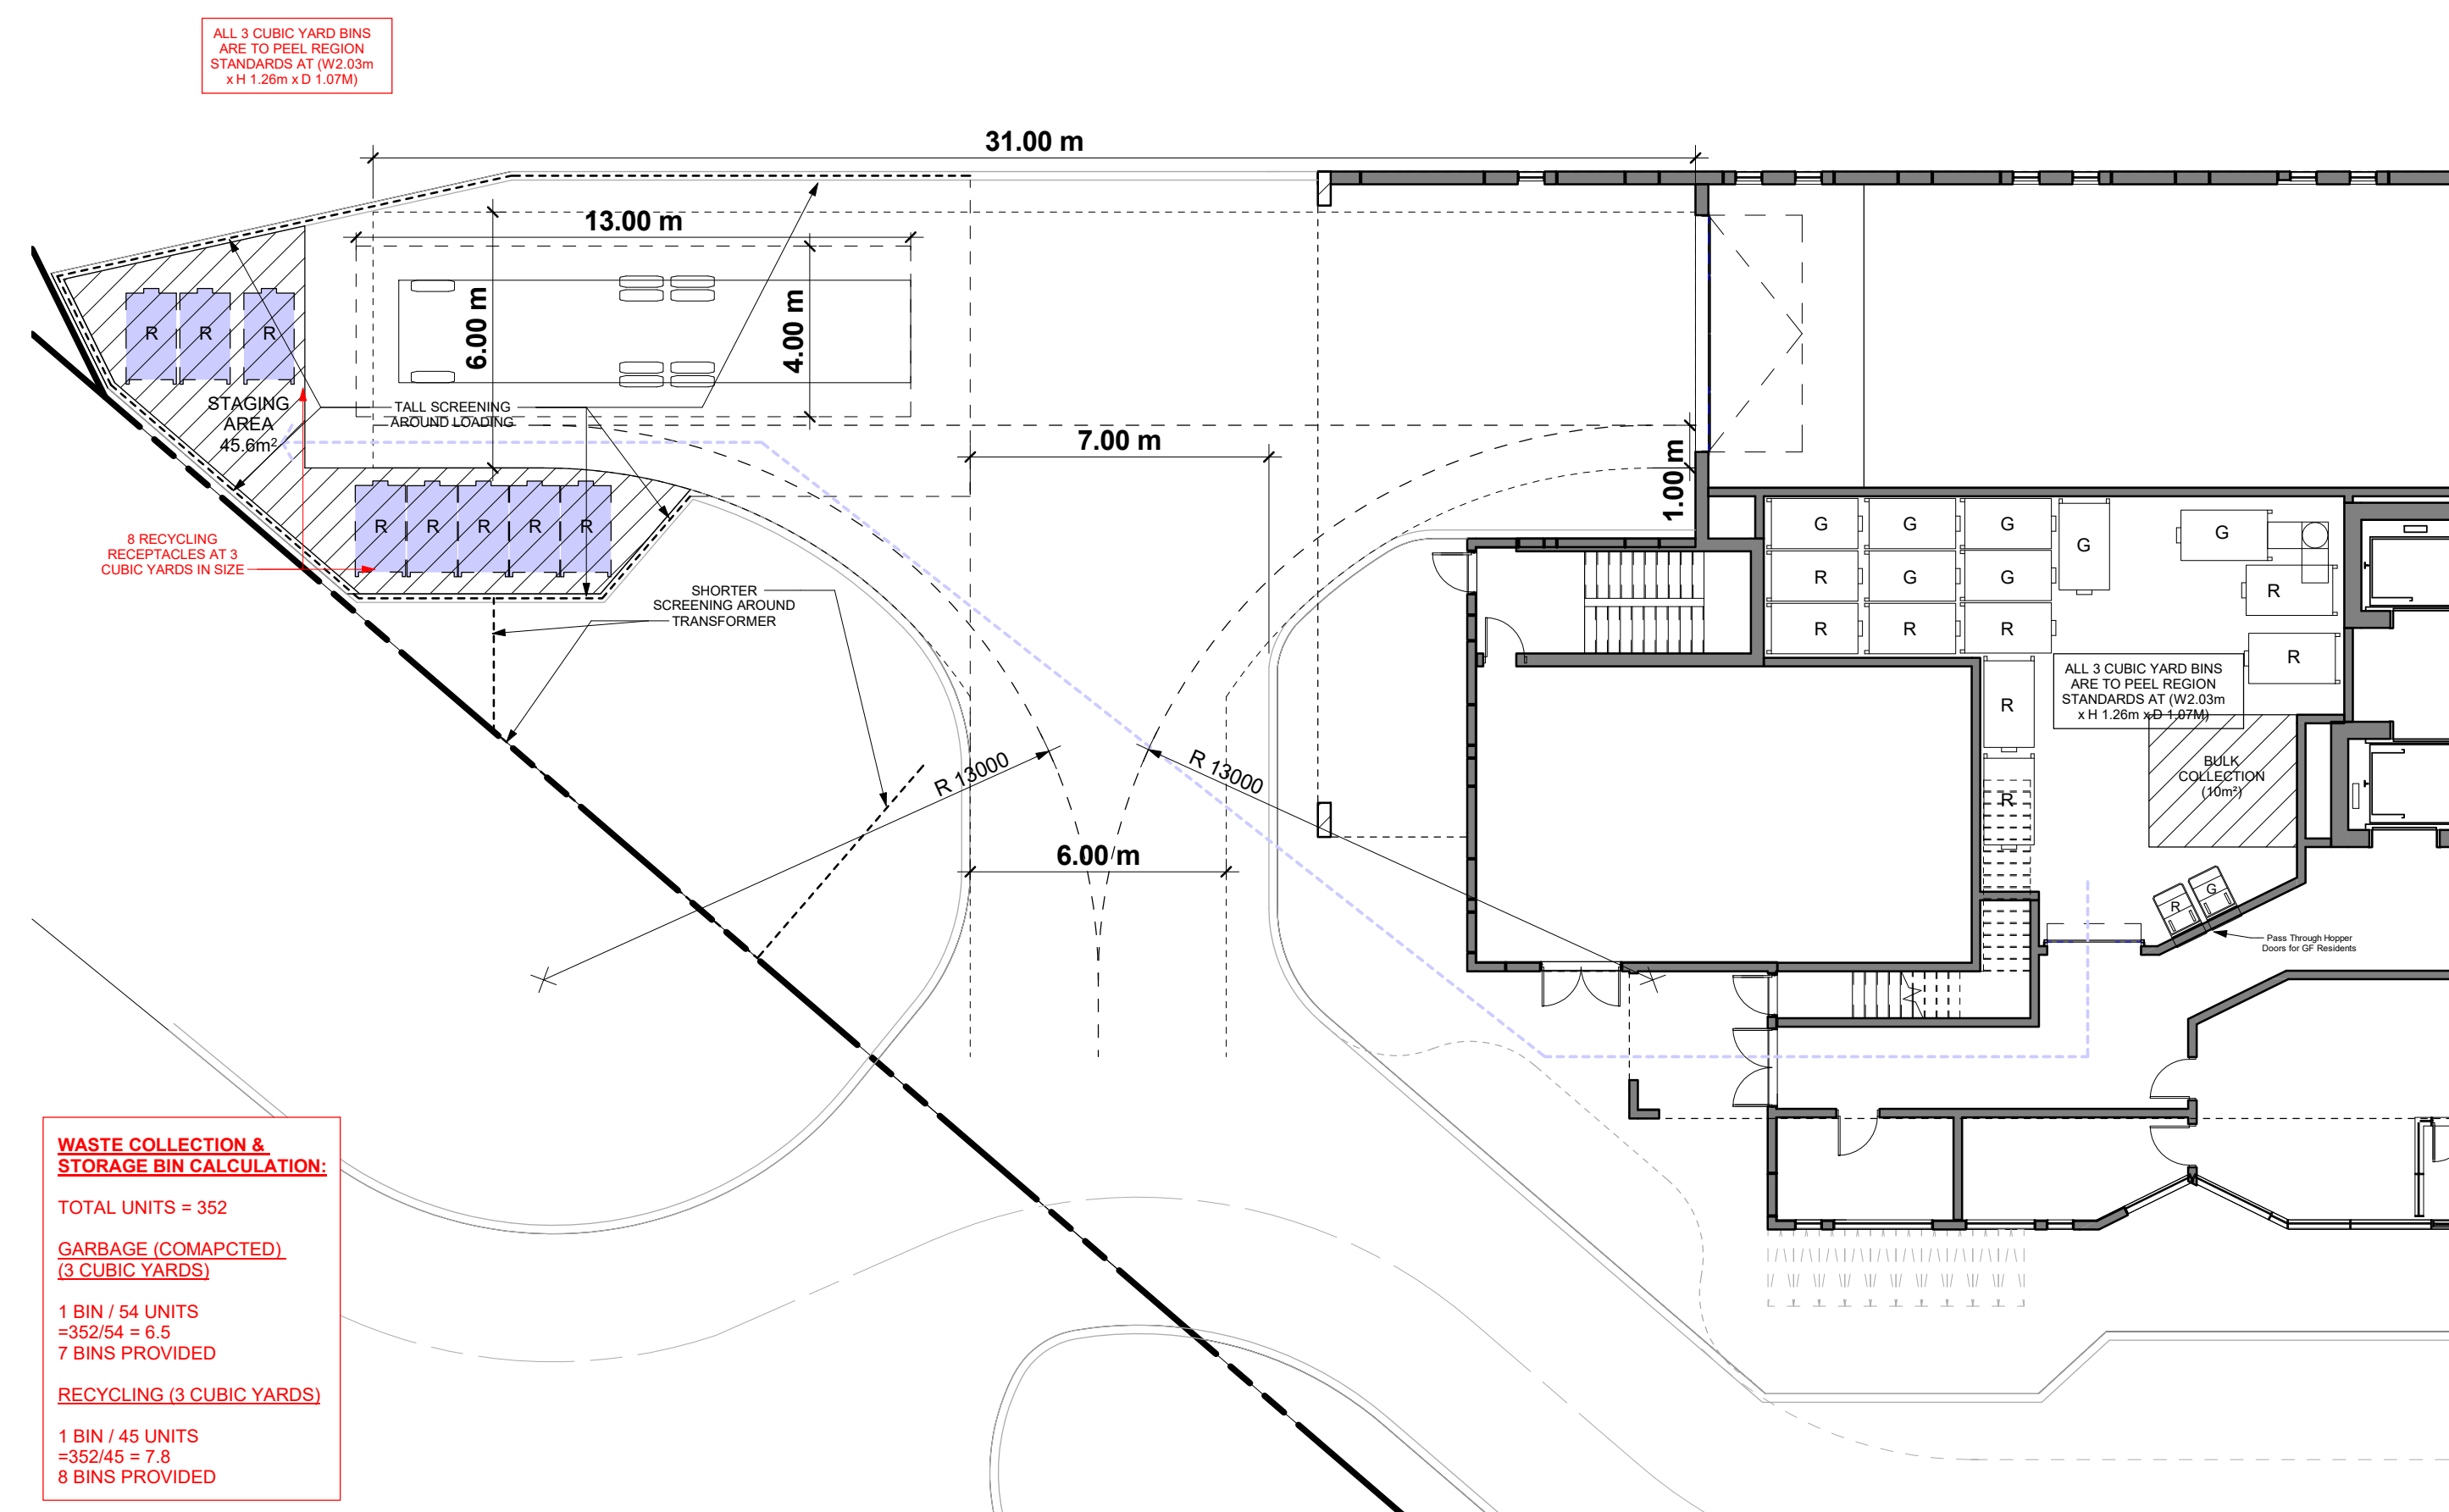 ALL 3 CUBIC YARD BINS
ARE TO PEEL REGION
STANDARDS AT (W2.03m
x H 1.26m x D 1.07M)
31.00 m
13.00 m
6.00 m
4.00 m
R
R
R
STAGING
AREA
45.6m²
TALL SCREENING
AROUND LOADING
7.00 m
1.00 m
R
R
R
R
R
8 RECYCLING
RECEPTACLES AT 3
CUBIC YARDS IN SIZE
SHORTER
SCREENING AROUND
TRANSFORMER
G
G
G
G
G
R
G
G
R
R
R
R
R
R
ALL 3 CUBIC YARD BINS
ARE TO PEEL REGION
STANDARDS AT (W2.03m
x H 1.26m x D 1.07M)
R
R 13000
R 13000
BULK
COLLECTION
(10m²)
R
6.00 m
R
G
Pass Through Hopper
Doors for GF Residents
WASTE COLLECTION &
STORAGE BIN CALCULATION:
TOTAL UNITS = 352
GARBAGE (COMAPCTED)
(3 CUBIC YARDS)
1 BIN / 54 UNITS
=352/54 = 6.5
7 BINS PROVIDED
RECYCLING (3 CUBIC YARDS)
1 BIN / 45 UNITS
=352/45 = 7.8
8 BINS PROVIDED